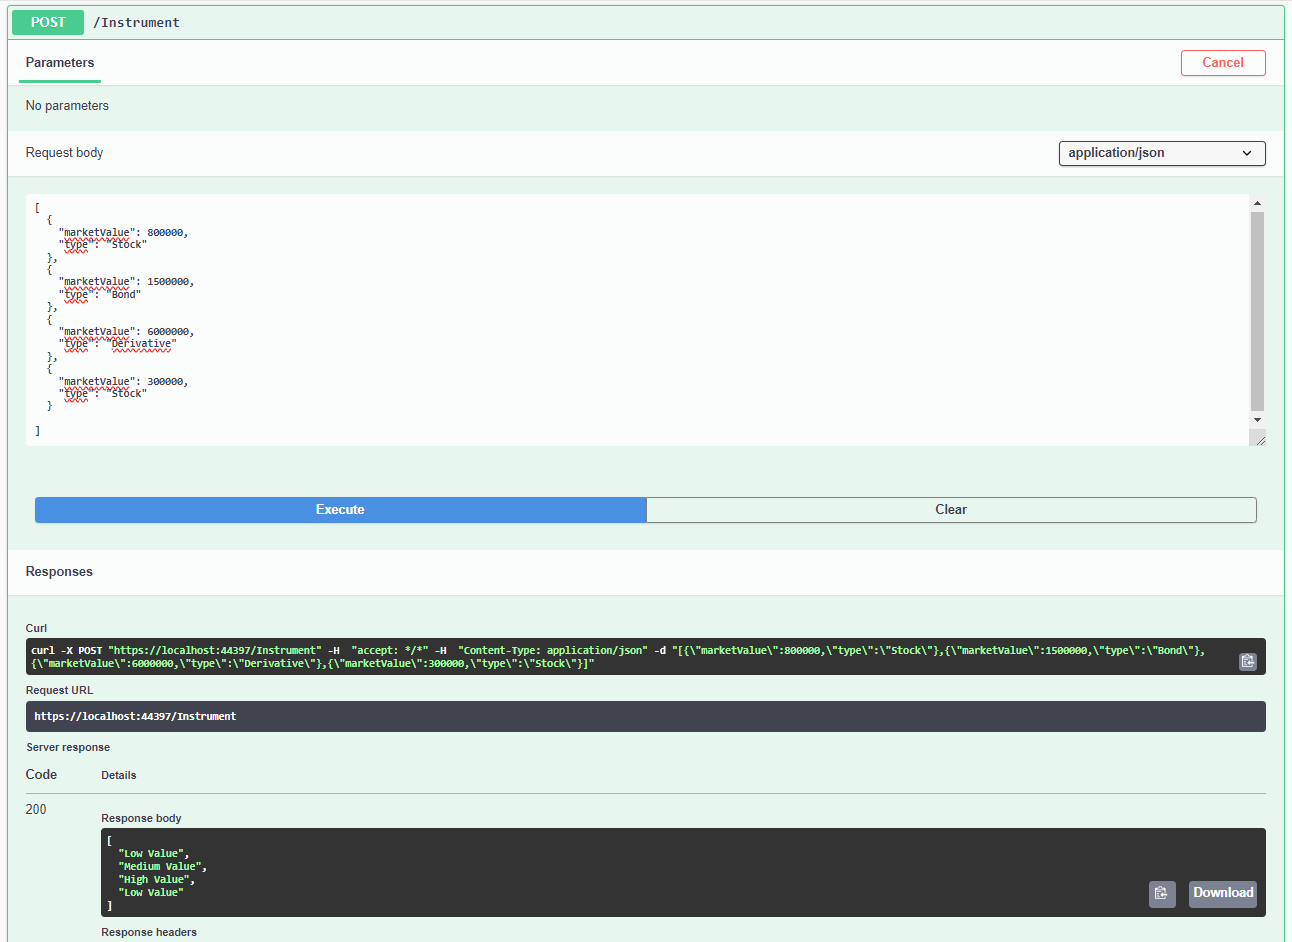 POST /Instrument
Parameters
Cancel
No parameters
Request body
application/json
[
  {
    "marketValue": 800000,
    "type": "Stock"
  },
  {
    "marketValue": 1500000,
    "type": "Bond"
  },
  {
    "marketValue": 6000000,
    "type": "Derivative"
  },
  {
    "marketValue": 300000,
    "type": "Stock"
  }
]
Execute
Clear
Responses
Curl
curl -X POST "https://localhost:44397/Instrument" -H  "accept: */*" -H  "Content-Type: application/json" -d "[{\"marketValue\":800000,\"type\":\"Stock\"},{\"marketValue\":1500000,\"type\":\"Bond\"},
{\"marketValue\":6000000,\"type\":\"Derivative\"},{\"marketValue\":300000,\"type\":\"Stock\"}]"
Request URL
https://localhost:44397/Instrument
Server response
Code Details
200
Response body
[
  "Low Value",
  "Medium Value",
  "High Value",
  "Low Value"
]
Download
Response headers